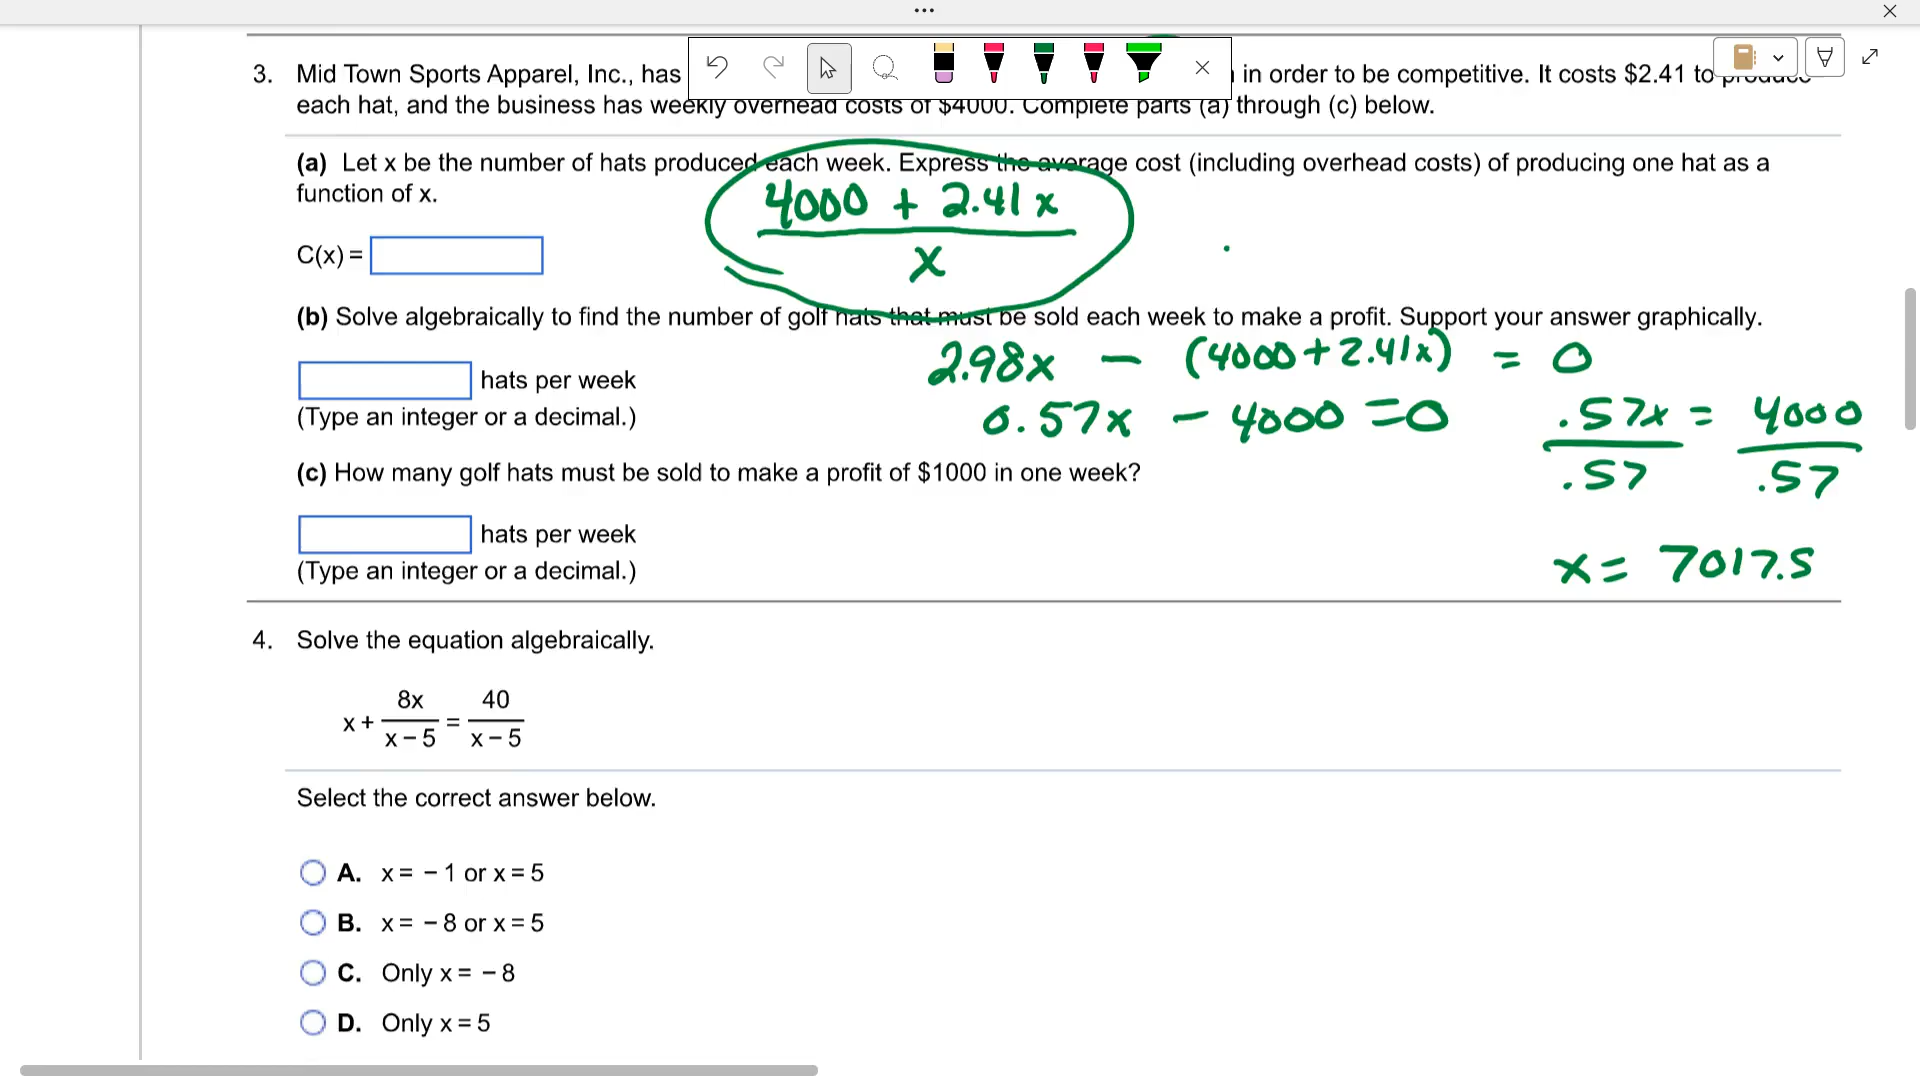 3. Mid Town Sports Apparel, Inc., has in order to be competitive. It costs $2.41 to produce
each hat, and the business has weekly overhead costs of $4000. Complete parts (a) through (c) below.
(a) Let x be the number of hats produced each week. Express the average cost (including overhead costs) of producing one hat as a
function of x.
4000 + 2.41x
x
C(x) =
(b) Solve algebraically to find the number of golf hats that must be sold each week to make a profit. Support your answer graphically.
2.98x - (4000 + 2.41x) = 0
hats per week
(Type an integer or a decimal.)
0.57x - 4000 = 0
.57x = 4000
.57 .57
(c) How many golf hats must be sold to make a profit of $1000 in one week?
hats per week
(Type an integer or a decimal.)
x = 7017.5
4. Solve the equation algebraically.
8x 40
x + = 
x - 5 x - 5
Select the correct answer below.
A. x = - 1 or x = 5
B. x = - 8 or x = 5
C. Only x = - 8
D. Only x = 5